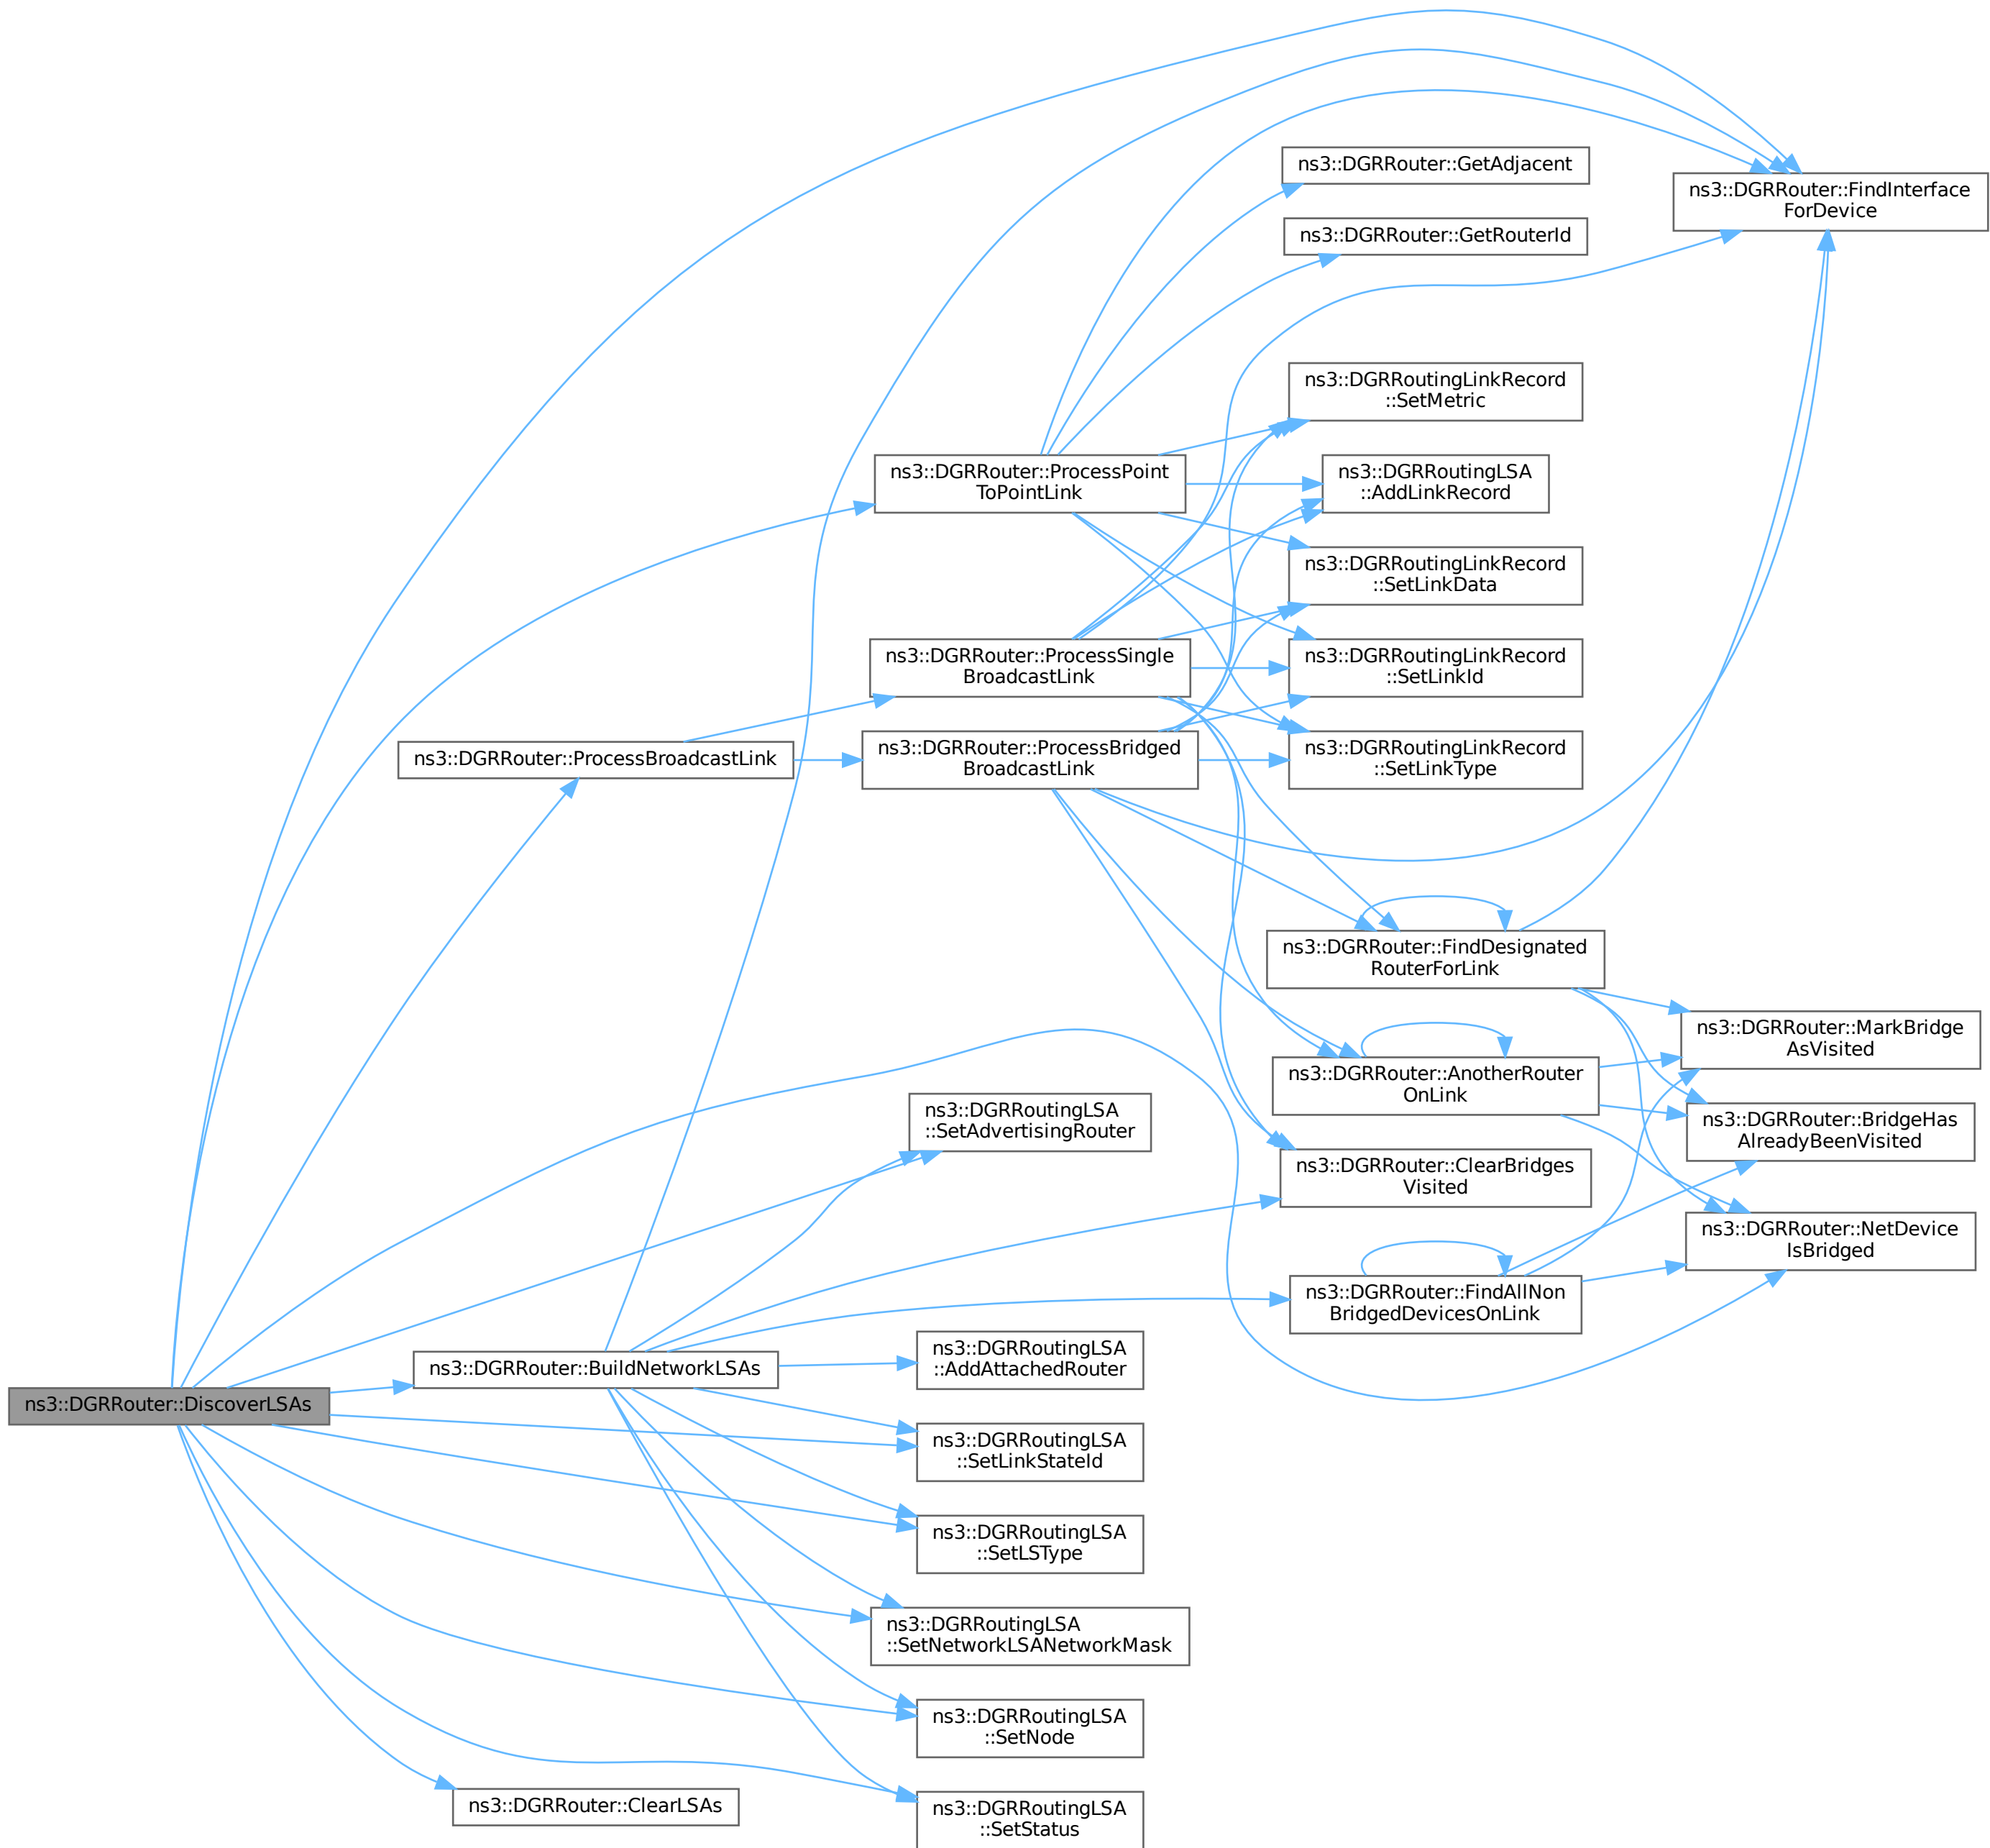 ns3::DGRRouter::GetAdjacent
ns3::DGRRouter::FindInterface
ForDevice
ns3::DGRRouter::GetRouterId
ns3::DGRRoutingLinkRecord
::SetMetric
ns3::DGRRouter::ProcessPoint
ToPointLink
ns3::DGRRoutingLSA
::AddLinkRecord
ns3::DGRRoutingLinkRecord
::SetLinkData
ns3::DGRRouter::ProcessSingle
BroadcastLink
ns3::DGRRoutingLinkRecord
::SetLinkId
ns3::DGRRouter::ProcessBroadcastLink
ns3::DGRRouter::ProcessBridged
BroadcastLink
ns3::DGRRoutingLinkRecord
::SetLinkType
ns3::DGRRouter::FindDesignated
RouterForLink
ns3::DGRRouter::MarkBridge
AsVisited
ns3::DGRRouter::AnotherRouter
OnLink
ns3::DGRRoutingLSA
::SetAdvertisingRouter
ns3::DGRRouter::BridgeHas
AlreadyBeenVisited
ns3::DGRRouter::ClearBridges
Visited
ns3::DGRRouter::NetDevice
IsBridged
ns3::DGRRouter::FindAllNon
BridgedDevicesOnLink
ns3::DGRRouter::BuildNetworkLSAs
ns3::DGRRoutingLSA
::AddAttachedRouter
ns3::DGRRouter::DiscoverLSAs
ns3::DGRRoutingLSA
::SetLinkStateId
ns3::DGRRoutingLSA
::SetLSType
ns3::DGRRoutingLSA
::SetNetworkLSANetworkMask
ns3::DGRRoutingLSA
::SetNode
ns3::DGRRouter::ClearLSAs
ns3::DGRRoutingLSA
::SetStatus